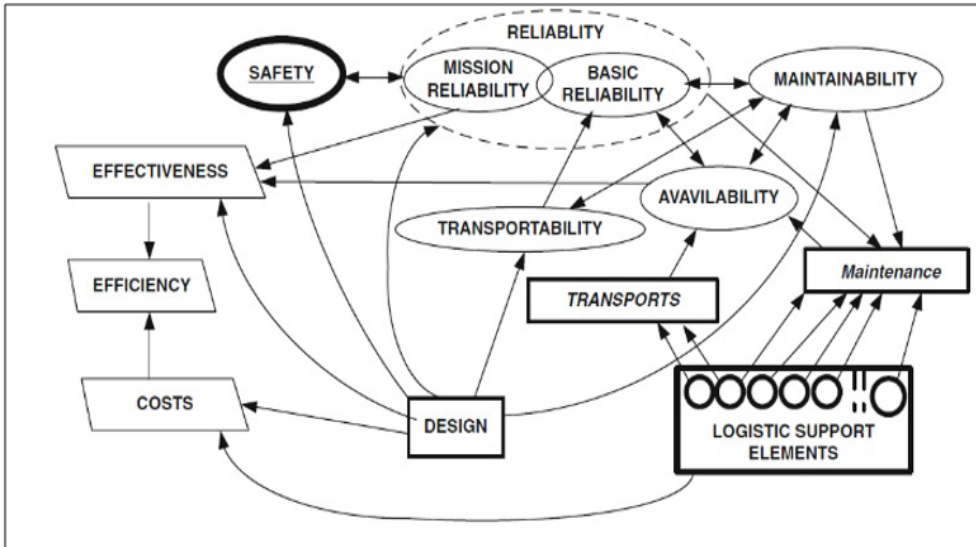 RELIABLITY
SAFETY
MISSION
RELIABILITY
BASIC
RELIABILITY
MAINTAINABILITY
EFFECTIVENESS
AVAVILABILITY
TRANSPORTABILITY
EFFICIENCY
TRANSPORTS
Maintenance
COSTS
DESIGN
LOGISTIC SUPPORT
ELEMENTS